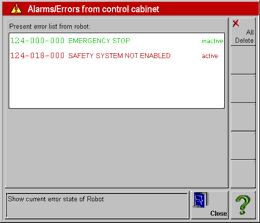 Alarms/Errors from control cabinet
Present error list from robot:
124-000-000 EMERGENCY STOP inactive
124-018-000 SAFETY SYSTEM NOT ENABLED active
All
Delete
Show current error state of Robot
Close